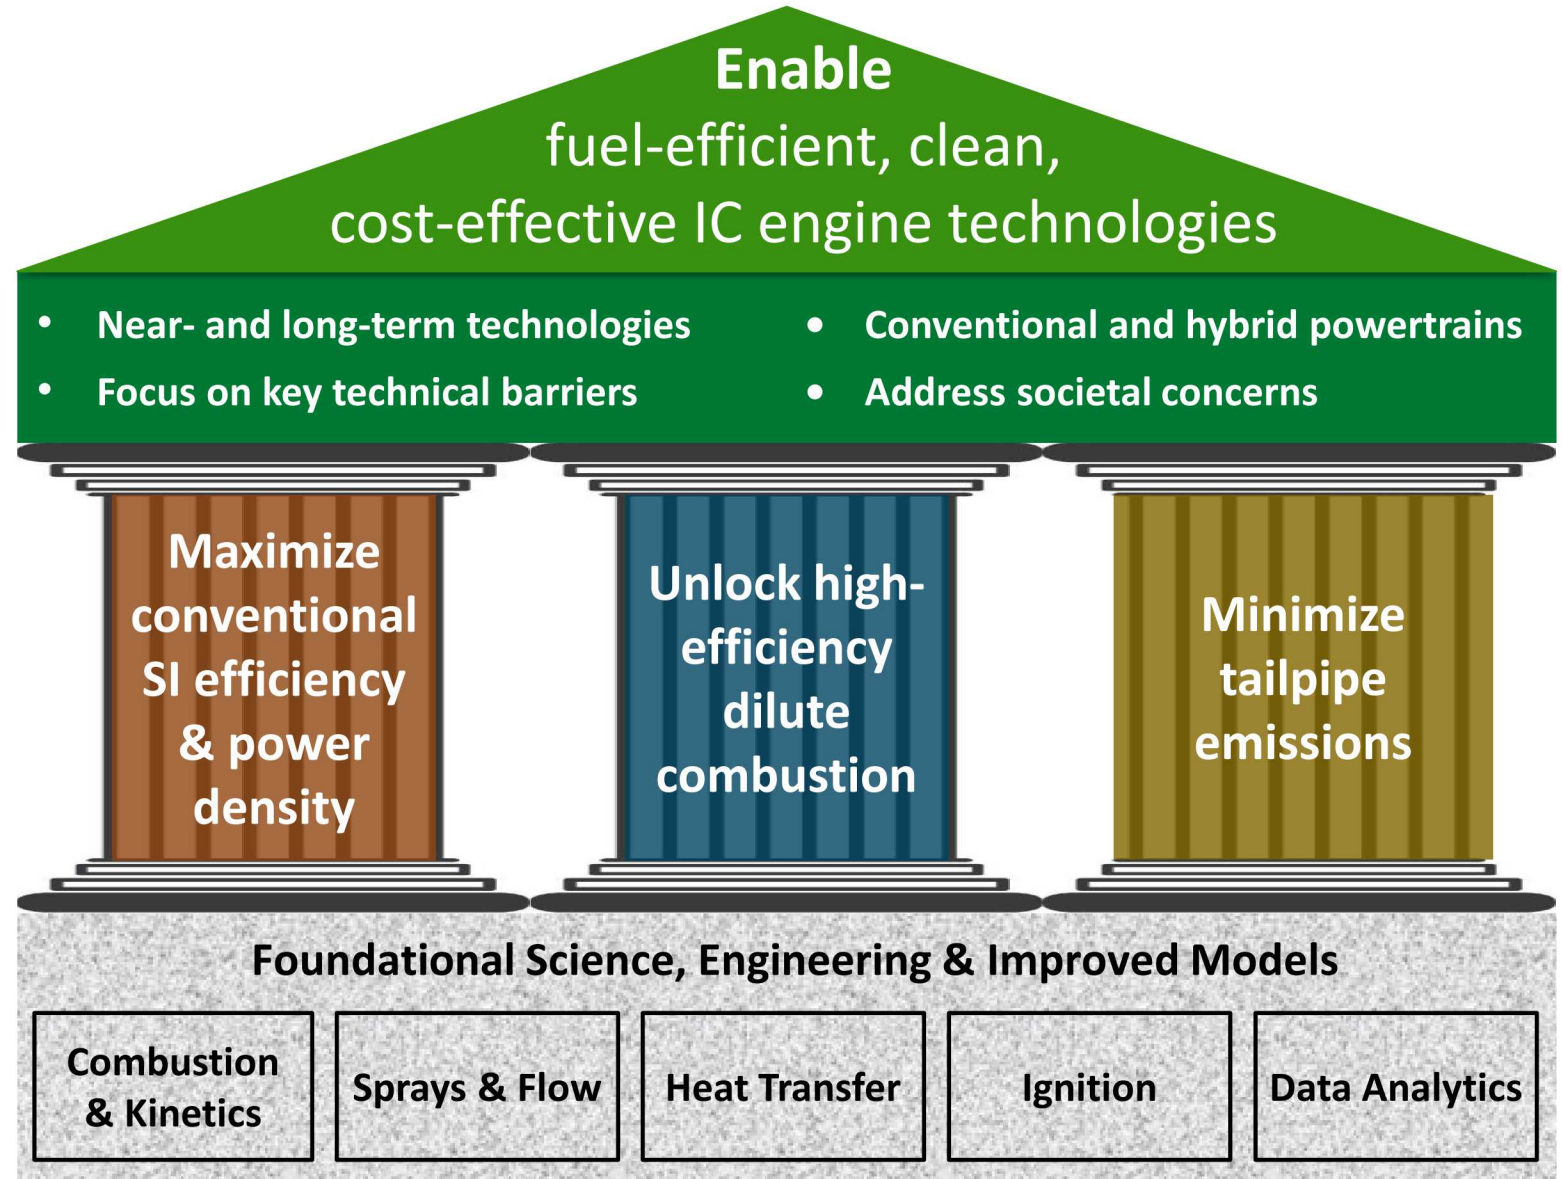 Enable
fuel-efficient, clean,
cost-effective IC engine technologies
• Near- and long-term technologies
• Focus on key technical barriers
• Conventional and hybrid powertrains
• Address societal concerns
Maximize
conventional
SI efficiency
& power
density
Unlock high-
efficiency
dilute
combustion
Minimize
tailpipe
emissions
Foundational Science, Engineering & Improved Models
Combustion
& Kinetics
Sprays & Flow
Heat Transfer
Ignition
Data Analytics